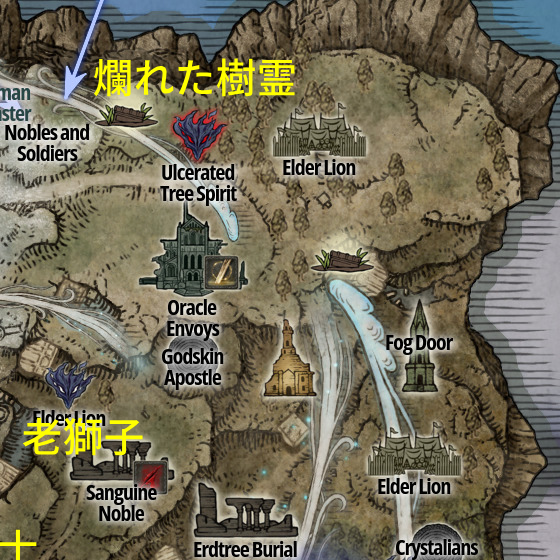 爛れた樹霊
man
ster
Nobles and
Soldiers
Ulcerated
Tree Spirit
Elder Lion
Oracle
Envoys
Godskin
Apostle
Fog Door
Elder Lion
老獅子
Sanguine
Noble
Elder Lion
Erdtree Burial
Crystalians
十